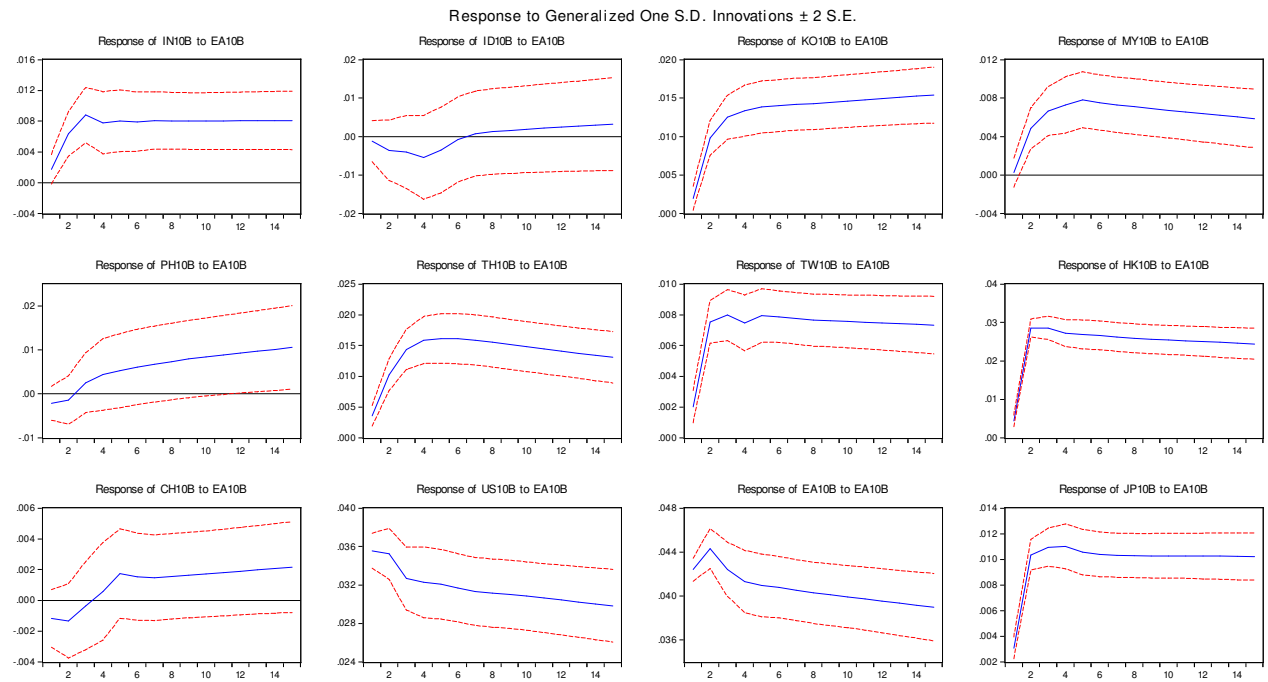 Response to Generalized One S.D. Innovations ± 2 S.E.
Response of IN10B to EA10B
.016
.012
.008
.004
.000
-.004
2 4 6 8 10 12 14
Response of ID10B to EA10B
.02
.01
.00
-.01
-.02
2 4 6 8 10 12 14
Response of KO10B to EA10B
.020
.015
.010
.005
.000
2 4 6 8 10 12 14
Response of MY10B to EA10B
.012
.008
.004
.000
-.004
2 4 6 8 10 12 14
Response of PH10B to EA10B
.02
.01
.00
-.01
2 4 6 8 10 12 14
Response of TH10B to EA10B
.025
.020
.015
.010
.005
.000
2 4 6 8 10 12 14
Response of TW10B to EA10B
.010
.008
.006
.004
.002
.000
2 4 6 8 10 12 14
Response of HK10B to EA10B
.04
.03
.02
.01
.00
2 4 6 8 10 12 14
Response of CH10B to EA10B
.006
.004
.002
.000
-.002
-.004
2 4 6 8 10 12 14
Response of US10B to EA10B
.040
.036
.032
.028
.024
2 4 6 8 10 12 14
Response of EA10B to EA10B
.048
.044
.040
.036
2 4 6 8 10 12 14
Response of JP10B to EA10B
.014
.012
.010
.008
.006
.004
.002
2 4 6 8 10 12 14